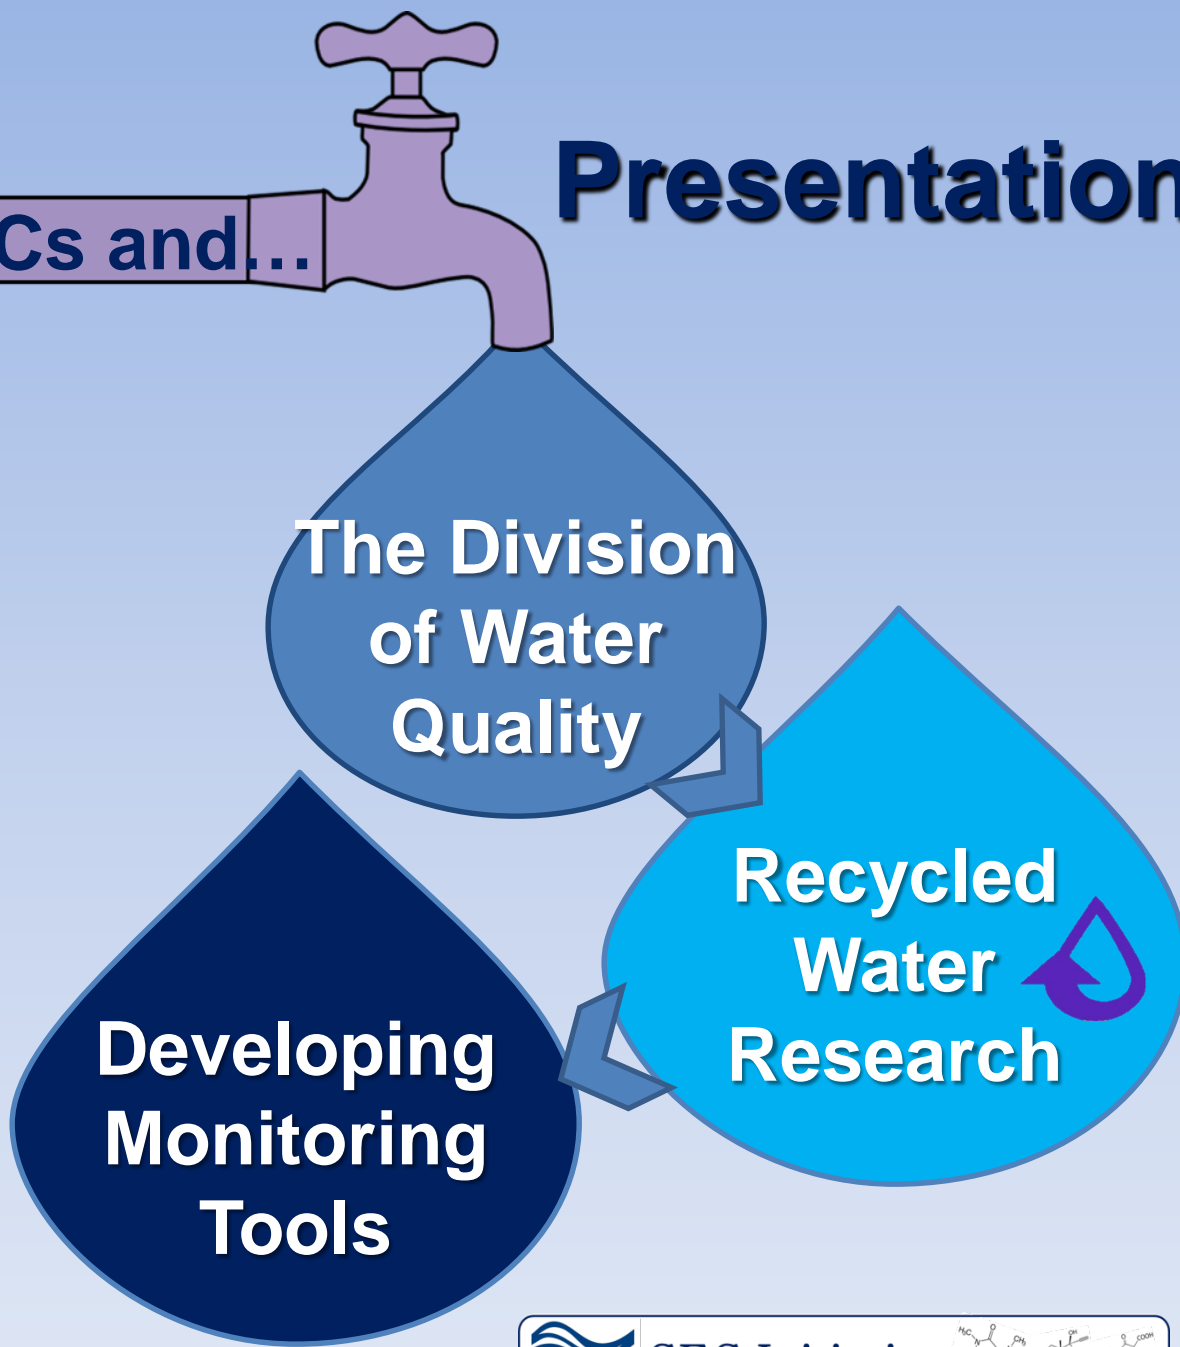 Presentation
Cs and...
The Division
of Water
Quality
Recycled
Water
Research
Developing
Monitoring
Tools